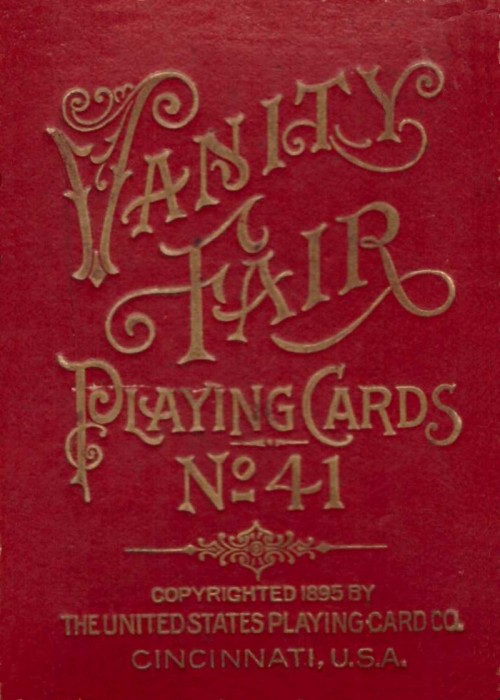 VANITY
FAIR
PLAYING CARDS
No 41
COPYRIGHTED 1895 BY
THE UNITED STATES PLAYING-CARD CO.
CINCINNATI, U.S.A.